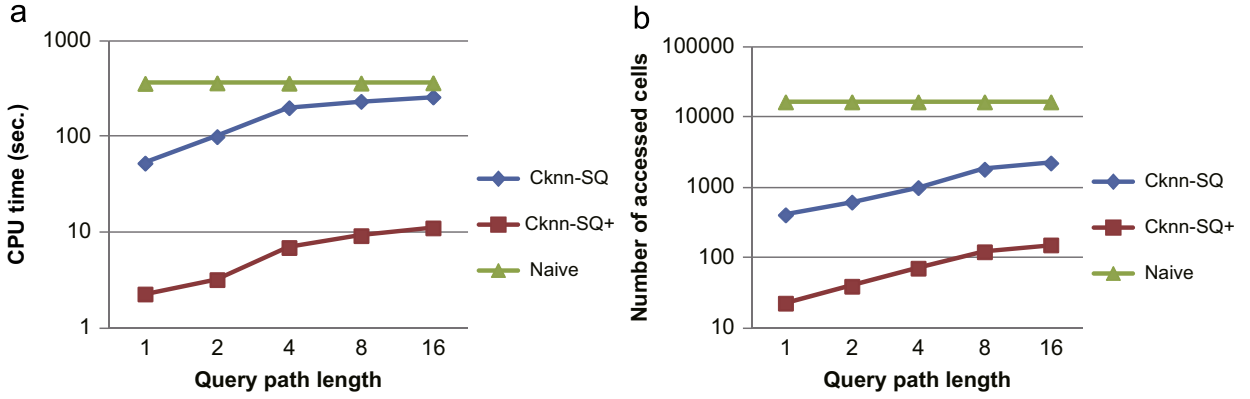 a
1000
100
10
1
CPU time (sec.)
1 2 4 8 16
Query path length
Cknn-SQ
Cknn-SQ+
Naive
b
100000
10000
1000
100
10
Number of accessed cells
1 2 4 8 16
Query path length
Cknn-SQ
Cknn-SQ+
Naive